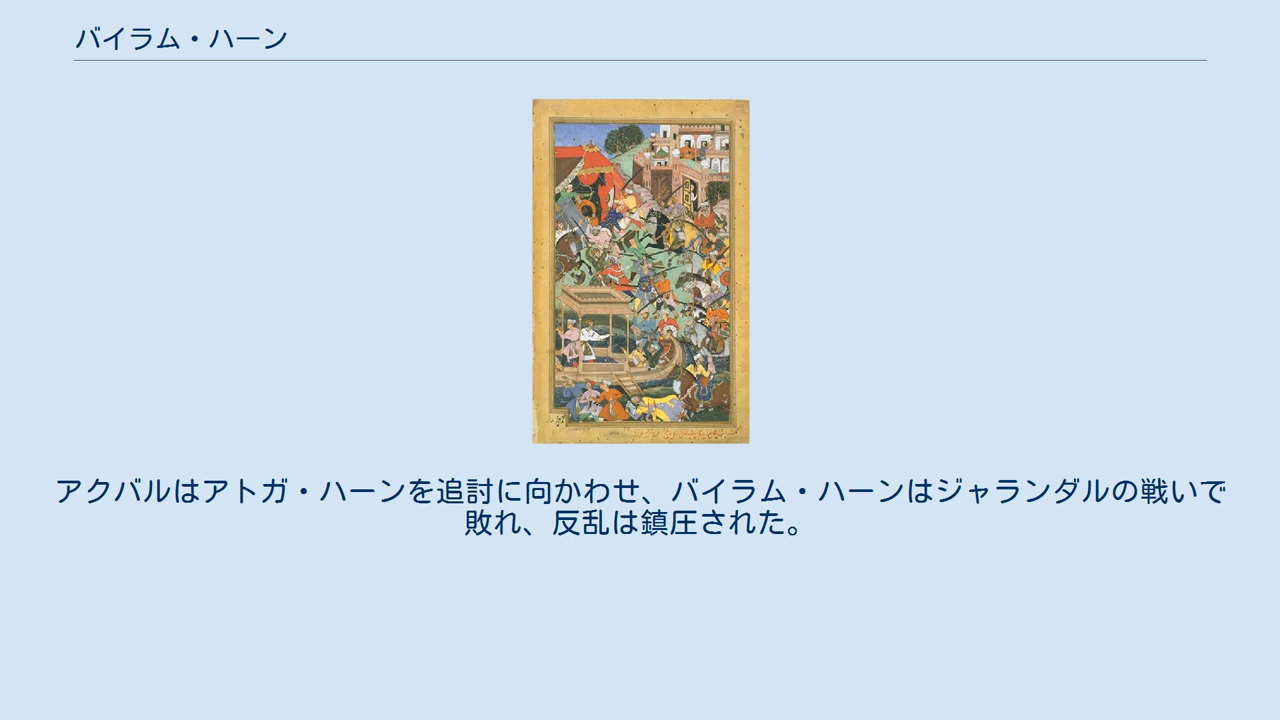 バイラム・ハーン
アクバルはアトガ・ハーンを追討に向かわせ、バイラム・ハーンはジャランダルの戦いで
敗れ、反乱は鎮圧された。